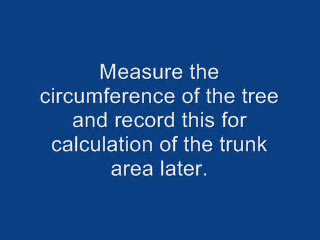 Measure the
circumference of the tree
and record this for
calculation of the trunk
area later.